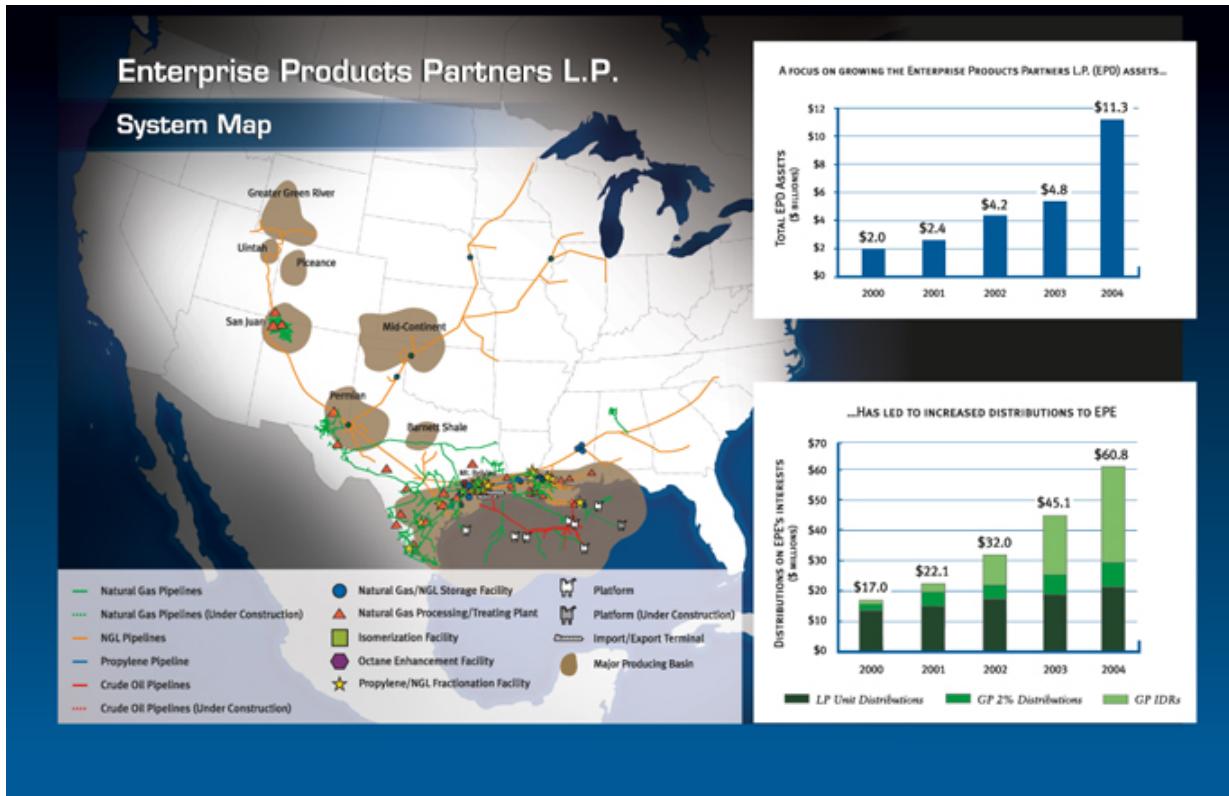 Enterprise Products Partners L.P.
System Map
Greater Green River
Uintah
Piceance
San Juan
Mid-Continent
Permian
Barnett Shale
Natural Gas Pipelines
Natural Gas Pipelines (Under Construction)
NGL Pipelines
Propylene Pipeline
Crude Oil Pipelines
Crude Oil Pipelines (Under Construction)
Natural Gas/NGL Storage Facility
Natural Gas Processing/Treating Plant
Isomerization Facility
Octane Enhancement Facility
Propylene/NGL Fractionation Facility
Platform
Platform (Under Construction)
Import/Export Terminal
Major Producing Basin
A FOCUS ON GROWING THE ENTERPRISE PRODUCTS PARTNERS L.P. (EPD) ASSETS...
TOTAL EPD ASSETS
($ BILLIONS)
$12
$10
$8
$6
$4
$2
$0
$2.0
$2.4
$4.2
$4.8
$11.3
2000 2001 2002 2003 2004
...HAS LED TO INCREASED DISTRIBUTIONS TO EPE
DISTRIBUTIONS ON EPE'S INTERESTS
($ MILLIONS)
$70
$60
$50
$40
$30
$20
$10
$0
$17.0
$22.1
$32.0
$45.1
$60.8
2000 2001 2002 2003 2004
LP Unit Distributions GP 2% Distributions GP IDRs